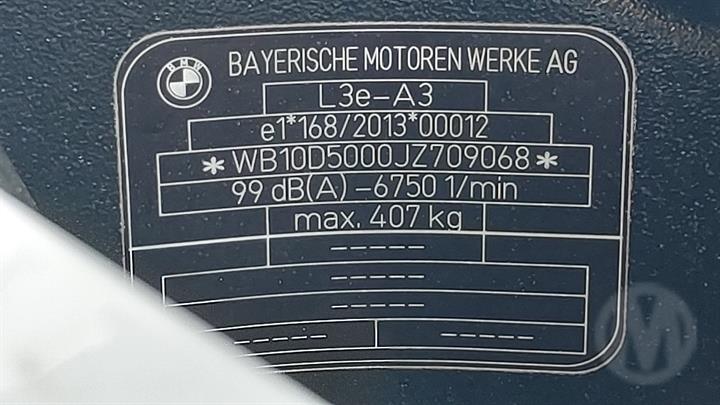 BMW
BAYERISCHE MOTOREN WERKE AG
L3e-A3
e1*168/2013*00012
*WB10D5000JZ709068*
99 dB(A) -6750 1/min
max. 407 kg
-----
-----
-----
----- -----
M